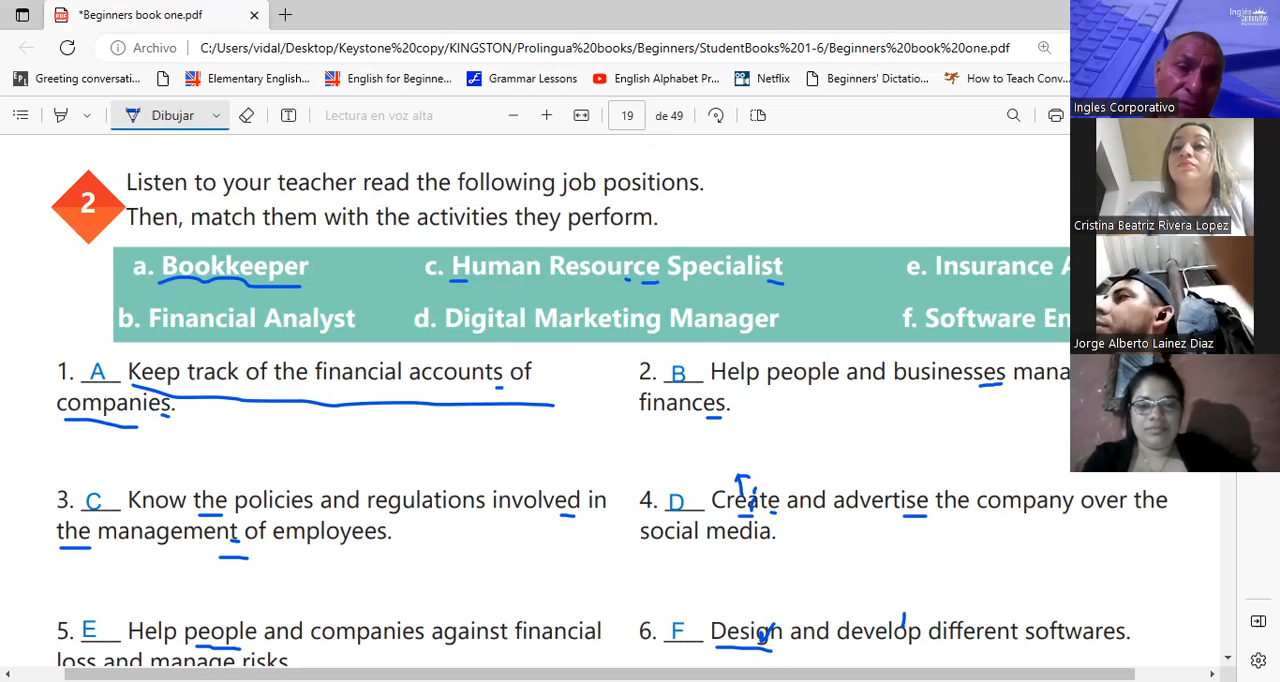 *Beginners book one.pdf
Archivo C:/Users/vidal/Desktop/Keystone%20copy/KINGSTON/Prolingua%20books/Beginners/StudentBooks%201-6/Beginners%20book%20one.pdf
Greeting conversati... Elementary English... English for Beginne... Grammar Lessons English Alphabet Pr... Netflix Beginners' Dictatio... How to Teach Conv...
Dibujar Lectura en voz alta 19 de 49
2
Listen to your teacher read the following job positions.
Then, match them with the activities they perform.
a. Bookkeeper c. Human Resource Specialist e. Insurance A
b. Financial Analyst d. Digital Marketing Manager f. Software En
1. A Keep track of the financial accounts of
companies.
2. B Help people and businesses mana
finances.
3. C Know the policies and regulations involved in
the management of employees.
4. D Create and advertise the company over the
social media.
5. E Help people and companies against financial
loss and manage risks.
6. F Design and develop different softwares.
Inglés
Ingles Corporativo
Cristina Beatriz Rivera Lopez
Jorge Alberto Lainez Diaz